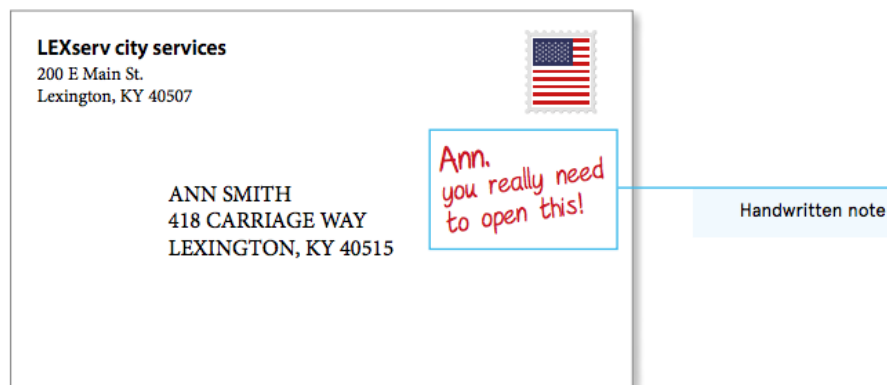 LEXserv city services
200 E Main St.
Lexington, KY 40507
Ann,
you really need
to open this!
ANN SMITH
418 CARRIAGE WAY
LEXINGTON, KY 40515
Handwritten note